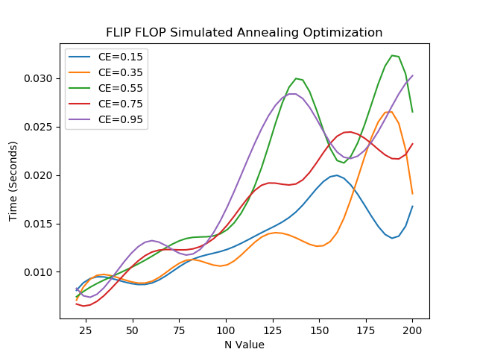 FLIP FLOP Simulated Annealing Optimization
CE=0.15
CE=0.35
CE=0.55
CE=0.75
CE=0.95
0.030
0.025
0.020
0.015
0.010
Time (Seconds)
25 50 75 100 125 150 175 200
N Value